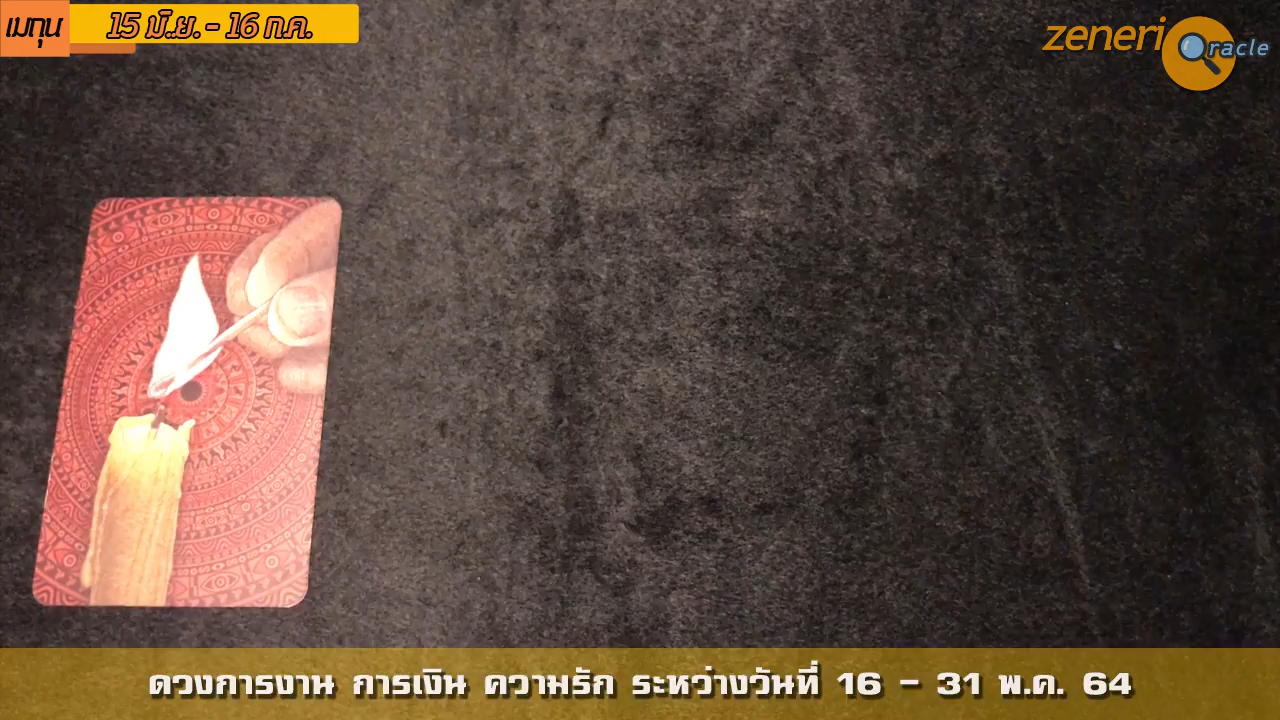 เมถุน
15 มิ.ย. - 16 ก.ค.
zeneri Oracle
ดวงการงาน การเงิน ความรัก ระหว่างวันที่ 16 - 31 พ.ค. 64